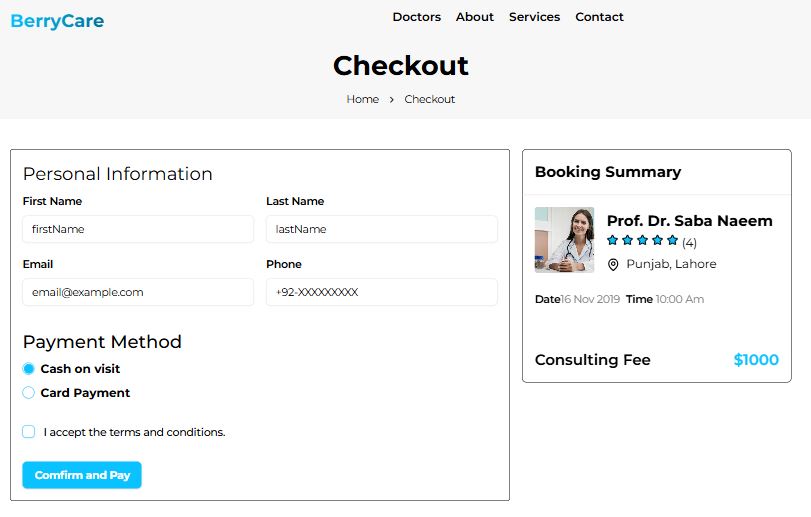 BerryCare
Doctors About Services Contact
Checkout
Home > Checkout
Personal Information
First Name Last Name
firstName lastName
Email Phone
email@example.com +92-XXXXXXXXX
Payment Method
Cash on visit
Card Payment
I accept the terms and conditions.
Comfirm and Pay
Booking Summary
Prof. Dr. Saba Naeem
(4)
Punjab, Lahore
Date16 Nov 2019 Time 10:00 Am
Consulting Fee $1000